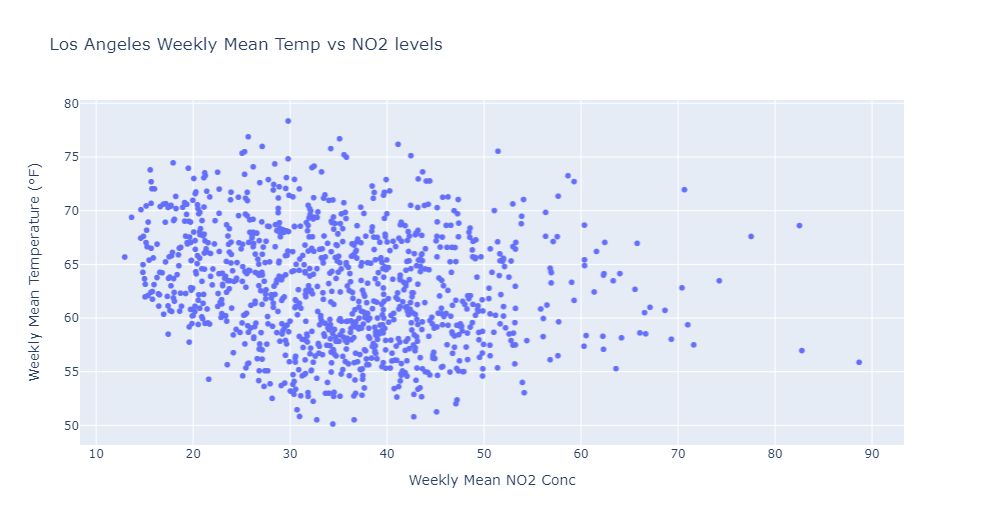 Los Angeles Weekly Mean Temp vs NO2 levels
Weekly Mean Temperature (°F)
80
75
70
65
60
55
50
10 20 30 40 50 60 70 80 90
Weekly Mean NO2 Conc